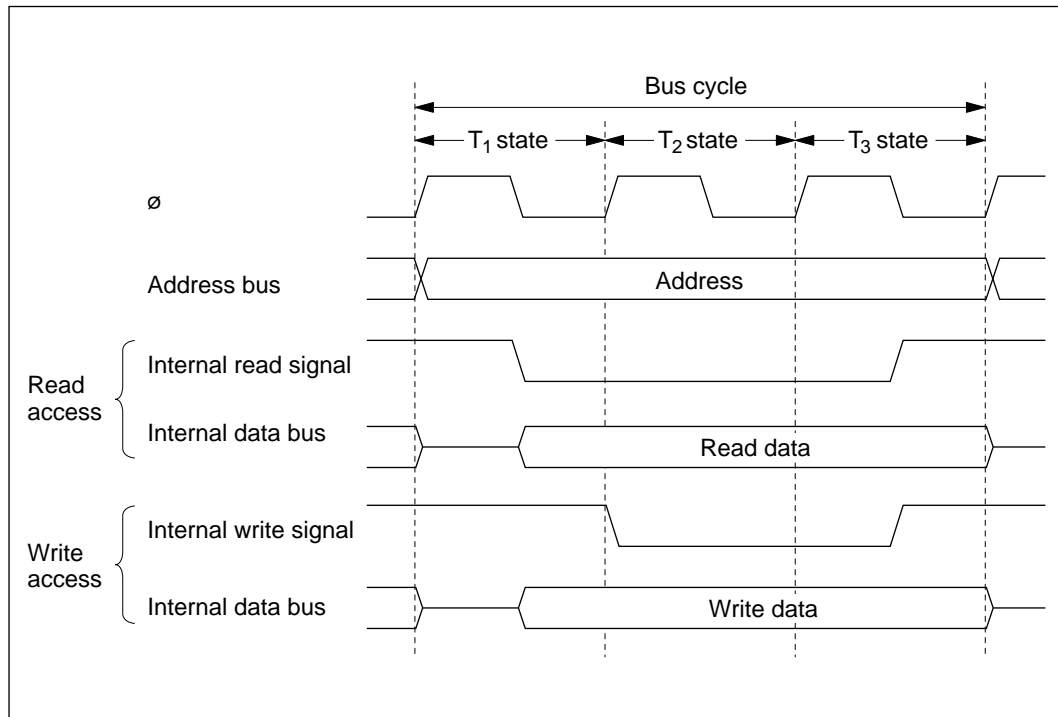 Bus cycle
T₁ state
T₂ state
T₃ state
ø
Address bus
Address
Read
access
Internal read signal
Internal data bus
Read data
Write
access
Internal write signal
Internal data bus
Write data